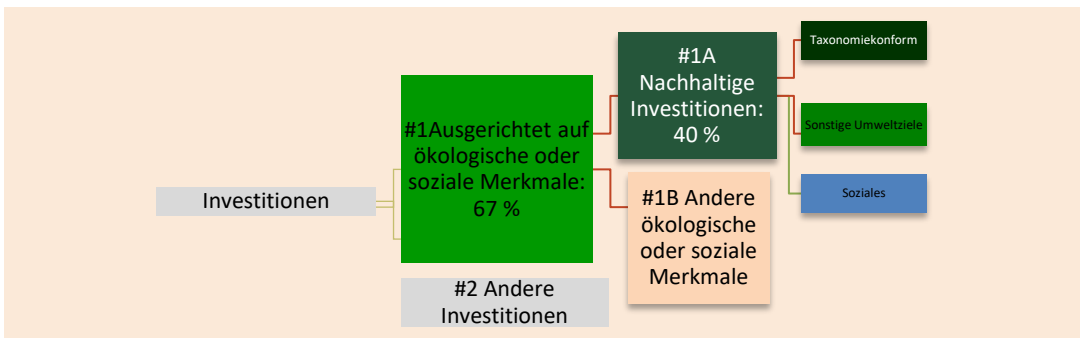 Investitionen
#1Ausgerichtet auf
ökologische oder
soziale Merkmale:
67 %
#2 Andere
Investitionen
#1A
Nachhaltige
Investitionen:
40 %
#1B Andere
ökologische
oder soziale
Merkmale
Taxonomiekonform
Sonstige Umweltziele
Soziales